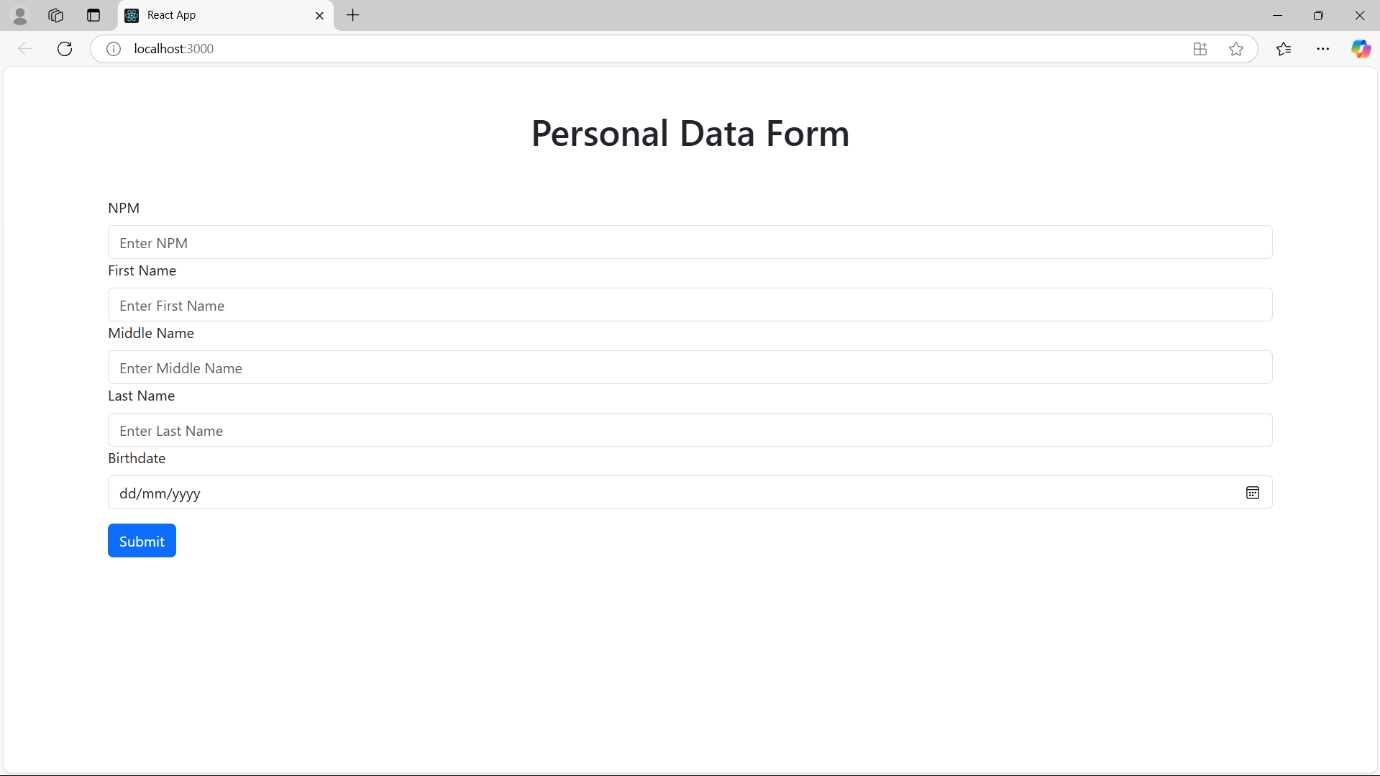 React App
localhost:3000
Personal Data Form
NPM
Enter NPM
First Name
Enter First Name
Middle Name
Enter Middle Name
Last Name
Enter Last Name
Birthdate
dd/mm/yyyy
Submit